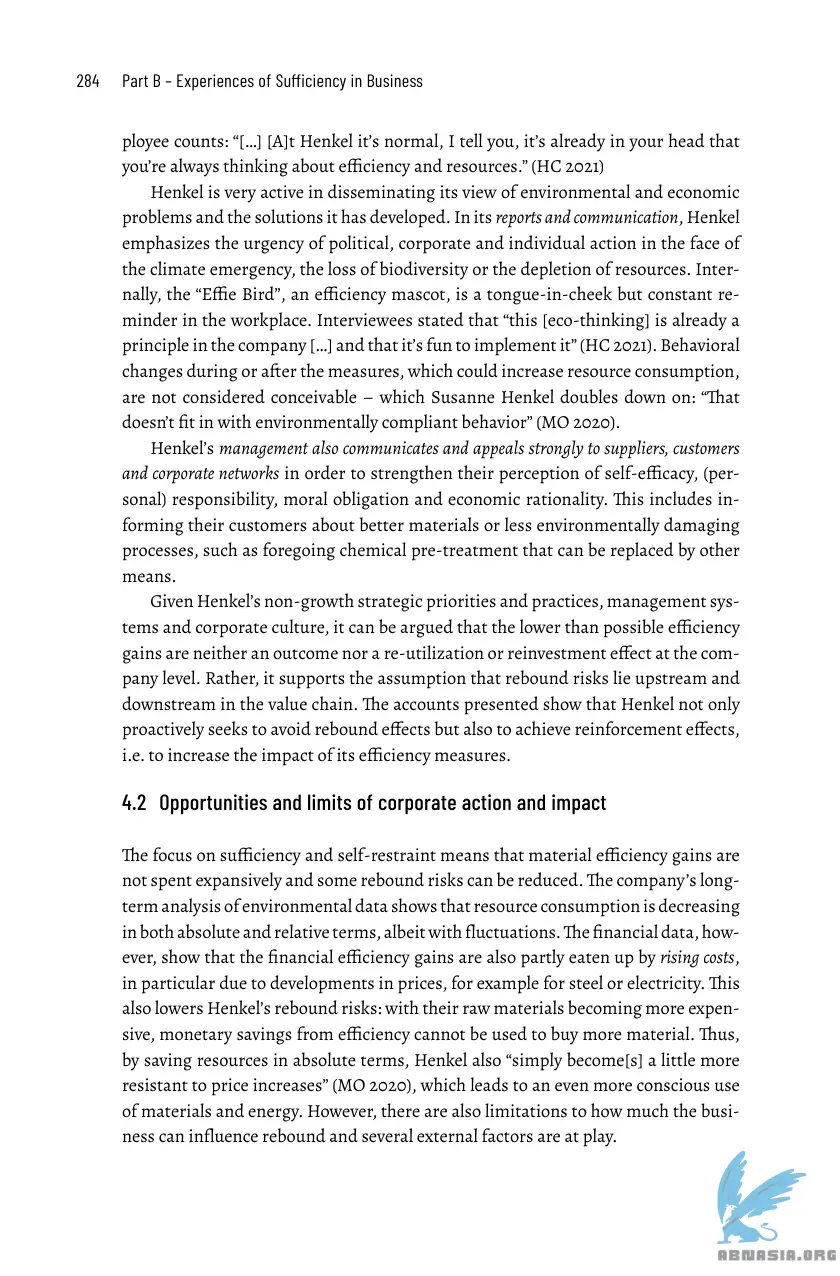 284 Part B – Experiences of Sufficiency in Business
ployee counts: “[…] [A]t Henkel it’s normal, I tell you, it’s already in your head that
you’re always thinking about efficiency and resources.” (HC 2021)
Henkel is very active in disseminating its view of environmental and economic
problems and the solutions it has developed. In its reports and communication, Henkel
emphasizes the urgency of political, corporate and individual action in the face of
the climate emergency, the loss of biodiversity or the depletion of resources. Inter-
nally, the “Effie Bird”, an efficiency mascot, is a tongue-in-cheek but constant re-
minder in the workplace. Interviewees stated that “this [eco-thinking] is already a
principle in the company […] and that it’s fun to implement it” (HC 2021). Behavioral
changes during or after the measures, which could increase resource consumption,
are not considered conceivable – which Susanne Henkel doubles down on: “That
doesn’t fit in with environmentally compliant behavior” (MO 2020).
Henkel’s management also communicates and appeals strongly to suppliers, customers
and corporate networks in order to strengthen their perception of self-efficacy, (per-
sonal) responsibility, moral obligation and economic rationality. This includes in-
forming their customers about better materials or less environmentally damaging
processes, such as foregoing chemical pre-treatment that can be replaced by other
means.
Given Henkel’s non-growth strategic priorities and practices, management sys-
tems and corporate culture, it can be argued that the lower than possible efficiency
gains are neither an outcome nor a re-utilization or reinvestment effect at the com-
pany level. Rather, it supports the assumption that rebound risks lie upstream and
downstream in the value chain. The accounts presented show that Henkel not only
proactively seeks to avoid rebound effects but also to achieve reinforcement effects,
i.e. to increase the impact of its efficiency measures.
4.2 Opportunities and limits of corporate action and impact
The focus on sufficiency and self-restraint means that material efficiency gains are
not spent expansively and some rebound risks can be reduced. The company’s long-
term analysis of environmental data shows that resource consumption is decreasing
in both absolute and relative terms, albeit with fluctuations. The financial data, how-
ever, show that the financial efficiency gains are also partly eaten up by rising costs,
in particular due to developments in prices, for example for steel or electricity. This
also lowers Henkel’s rebound risks: with their raw materials becoming more expen-
sive, monetary savings from efficiency cannot be used to buy more material. Thus,
by saving resources in absolute terms, Henkel also “simply become[s] a little more
resistant to price increases” (MO 2020), which leads to an even more conscious use
of materials and energy. However, there are also limitations to how much the busi-
ness can influence rebound and several external factors are at play.
ABNASIA.ORG